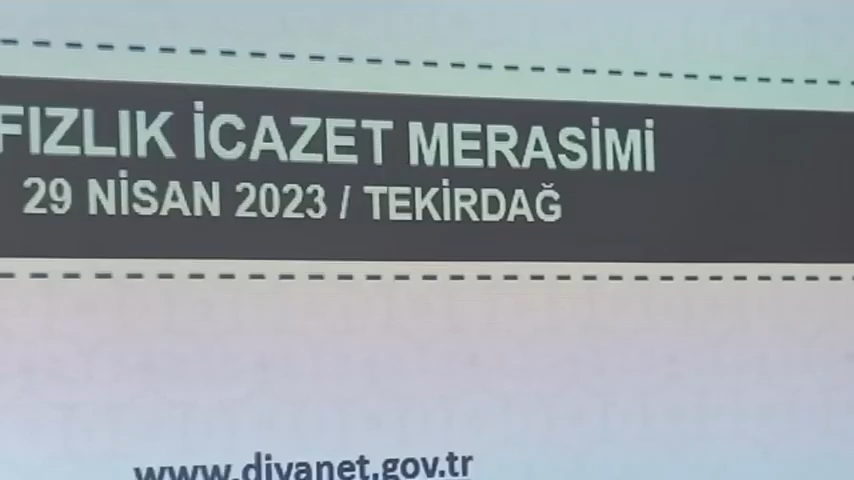 FIZLIK İCAZET MERASİMİ
29 NİSAN 2023 / TEKİRDAĞ
www.diyanet.gov.tr